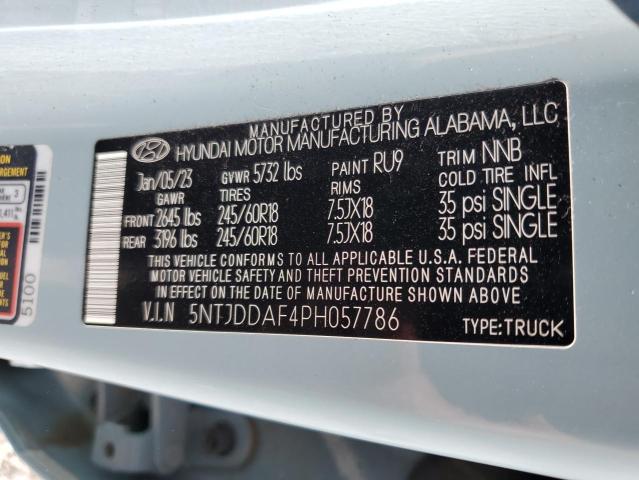 MANUFACTURED BY
HYUNDAI MOTOR MANUFACTURING ALABAMA, LLC
Jan/05/23 GVWR 5732 lbs PAINT RU9 TRIM NNB
GAWR TIRES RIMS COLD TIRE INFL
FRONT 2645 lbs 245/60R18 7.5JX18 35 psi SINGLE
REAR 3196 lbs 245/60R18 7.5JX18 35 psi SINGLE
THIS VEHICLE CONFORMS TO ALL APPLICABLE U.S.A. FEDERAL
MOTOR VEHICLE SAFETY AND THEFT PREVENTION STANDARDS
IN EFFECT ON THE DATE OF MANUFACTURE SHOWN ABOVE.
V.I.N 5NTJDDAF4PH057786 TYPE:TRUCK
5100